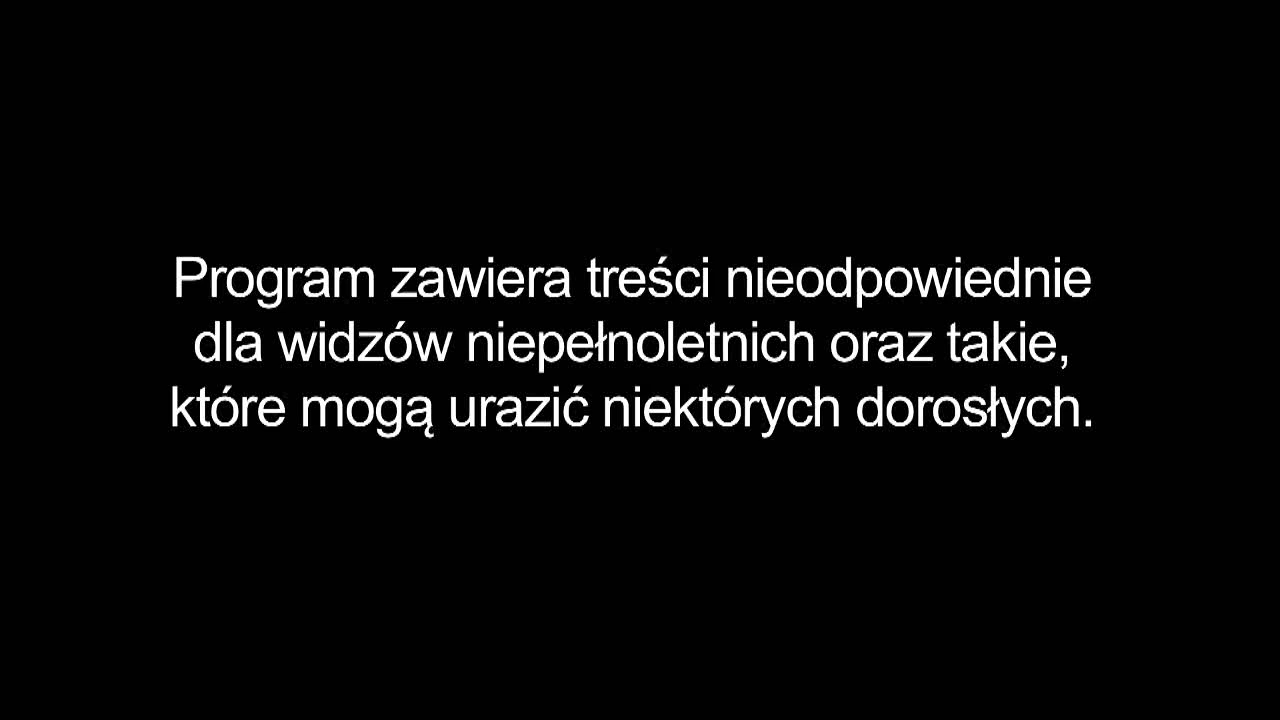 Program zawiera treści nieodpowiednie
dla widzów niepełnoletnich oraz takie,
które mogą urazić niektórych dorosłych.